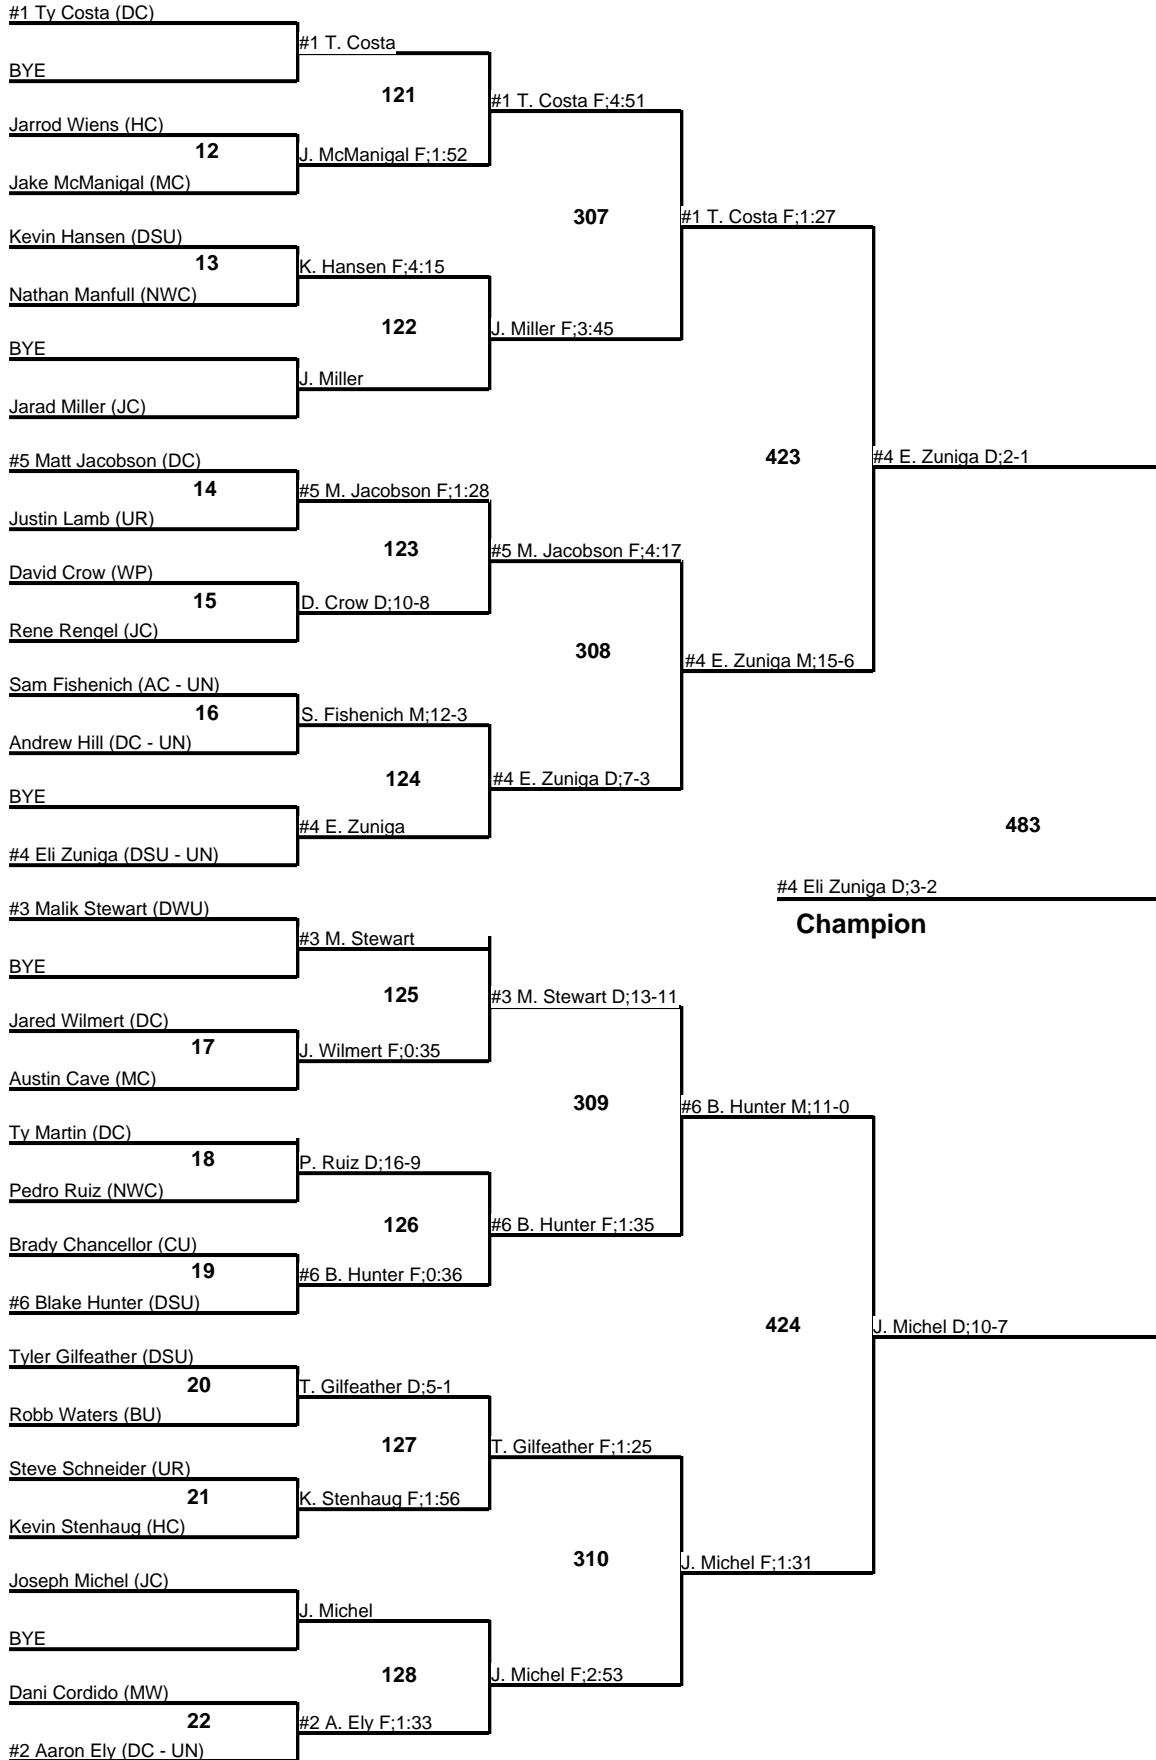 #1 Ty Costa (DC)
#1 T. Costa
BYE
121
#1 T. Costa F;4:51
Jarrod Wiens (HC)
12
J. McManigal F;1:52
Jake McManigal (MC)
307
#1 T. Costa F;1:27
Kevin Hansen (DSU)
13
K. Hansen F;4:15
Nathan Manfull (NWC)
122
J. Miller F;3:45
BYE
J. Miller
Jarad Miller (JC)
423
#4 E. Zuniga D;2-1
#5 Matt Jacobson (DC)
14
#5 M. Jacobson F;1:28
Justin Lamb (UR)
123
#5 M. Jacobson F;4:17
David Crow (WP)
15
D. Crow D;10-8
Rene Rengel (JC)
308
#4 E. Zuniga M;15-6
Sam Fishenich (AC - UN)
16
S. Fishenich M;12-3
Andrew Hill (DC - UN)
124
#4 E. Zuniga D;7-3
BYE
#4 E. Zuniga
483
#4 Eli Zuniga (DSU - UN)
#4 Eli Zuniga D;3-2
Champion
#3 Malik Stewart (DWU)
#3 M. Stewart
BYE
125
#3 M. Stewart D;13-11
Jared Wilmert (DC)
17
J. Wilmert F;0:35
Austin Cave (MC)
309
#6 B. Hunter M;11-0
Ty Martin (DC)
18
P. Ruiz D;16-9
Pedro Ruiz (NWC)
126
#6 B. Hunter F;1:35
Brady Chancellor (CU)
19
#6 B. Hunter F;0:36
#6 Blake Hunter (DSU)
424
J. Michel D;10-7
Tyler Gilfeather (DSU)
20
T. Gilfeather D;5-1
Robb Waters (BU)
127
T. Gilfeather F;1:25
Steve Schneider (UR)
21
K. Stenhaug F;1:56
Kevin Stenhaug (HC)
310
J. Michel F;1:31
Joseph Michel (JC)
J. Michel
BYE
128
J. Michel F;2:53
Dani Cordido (MW)
22
#2 A. Ely F;1:33
#2 Aaron Ely (DC - UN)